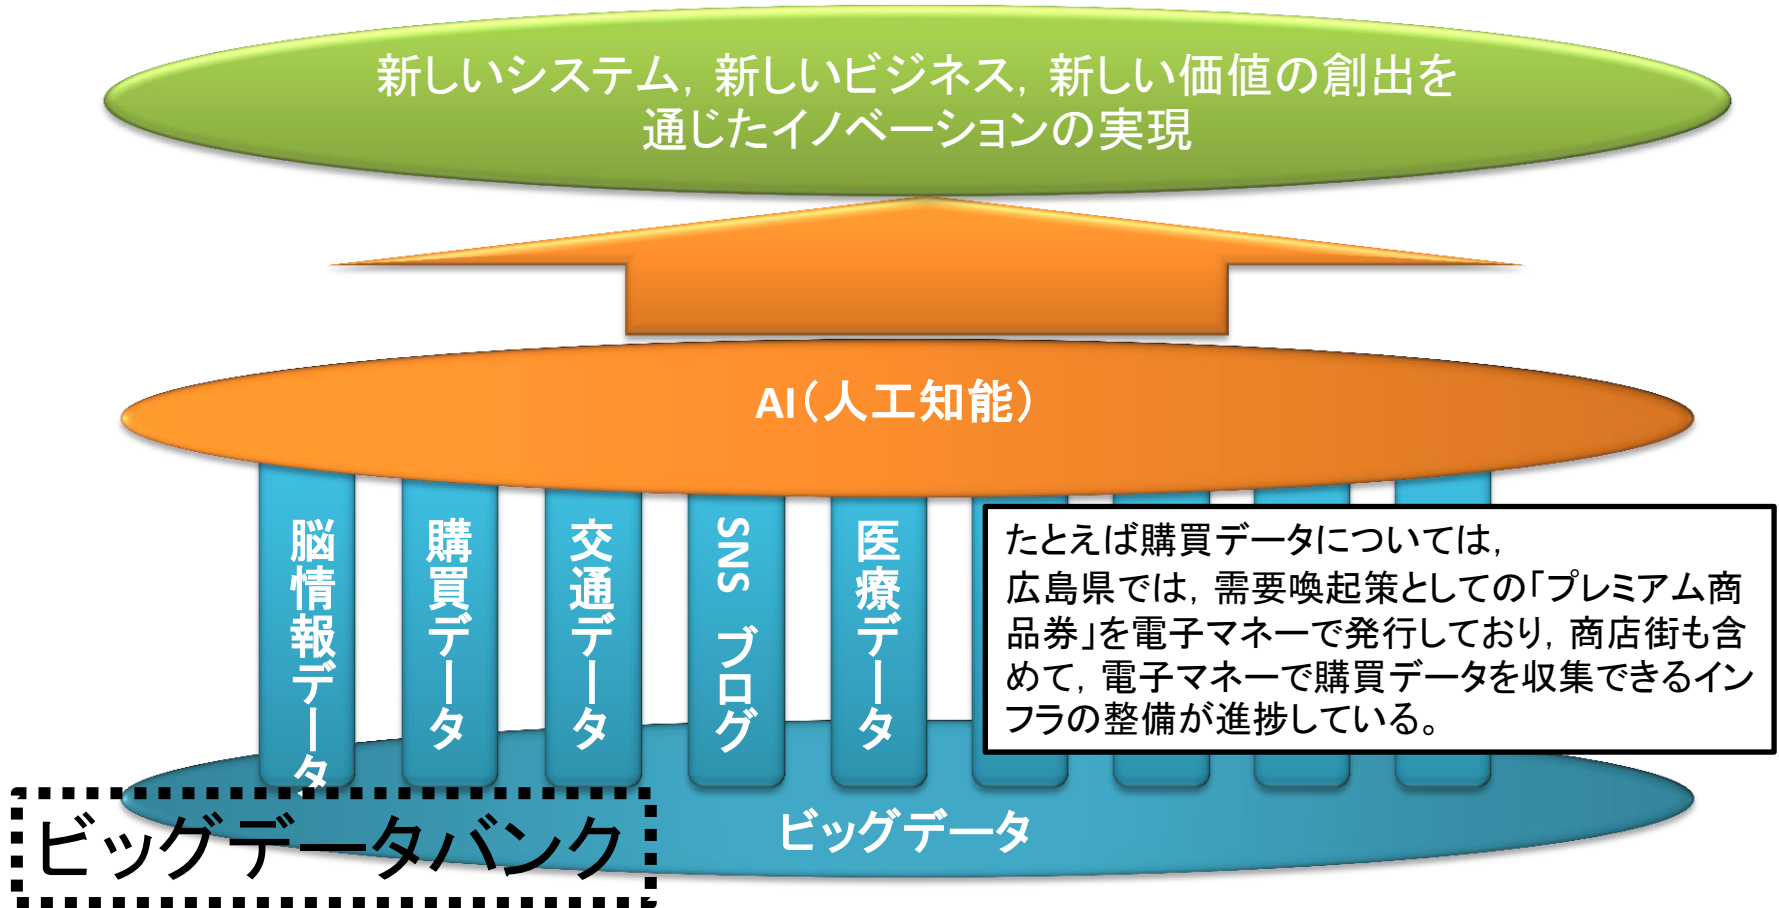 新しいシステム，新しいビジネス，新しい価値の創出を
通じたイノベーションの実現
AI（人工知能）
脳情報データ
購買データ
交通データ
SNS ブログ
医療データ
たとえば購買データについては，
広島県では，需要喚起策としての「プレミアム商
品券」を電子マネーで発行しており，商店街も含
めて，電子マネーで購買データを収集できるイン
フラの整備が進捗している。
ビッグデータ
ビッグデータバンク